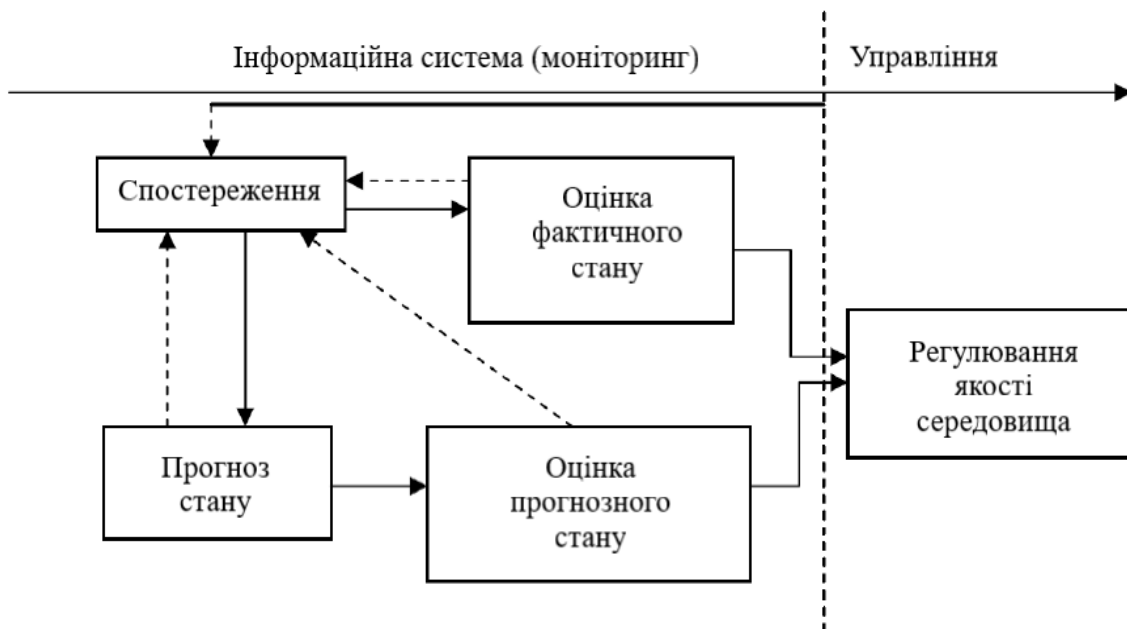 Інформаційна система (моніторинг)
Управління
Спостереження
Оцінка
фактичного
стану
Регулювання
якості
середовища
Прогноз
стану
Оцінка
прогнозного
стану